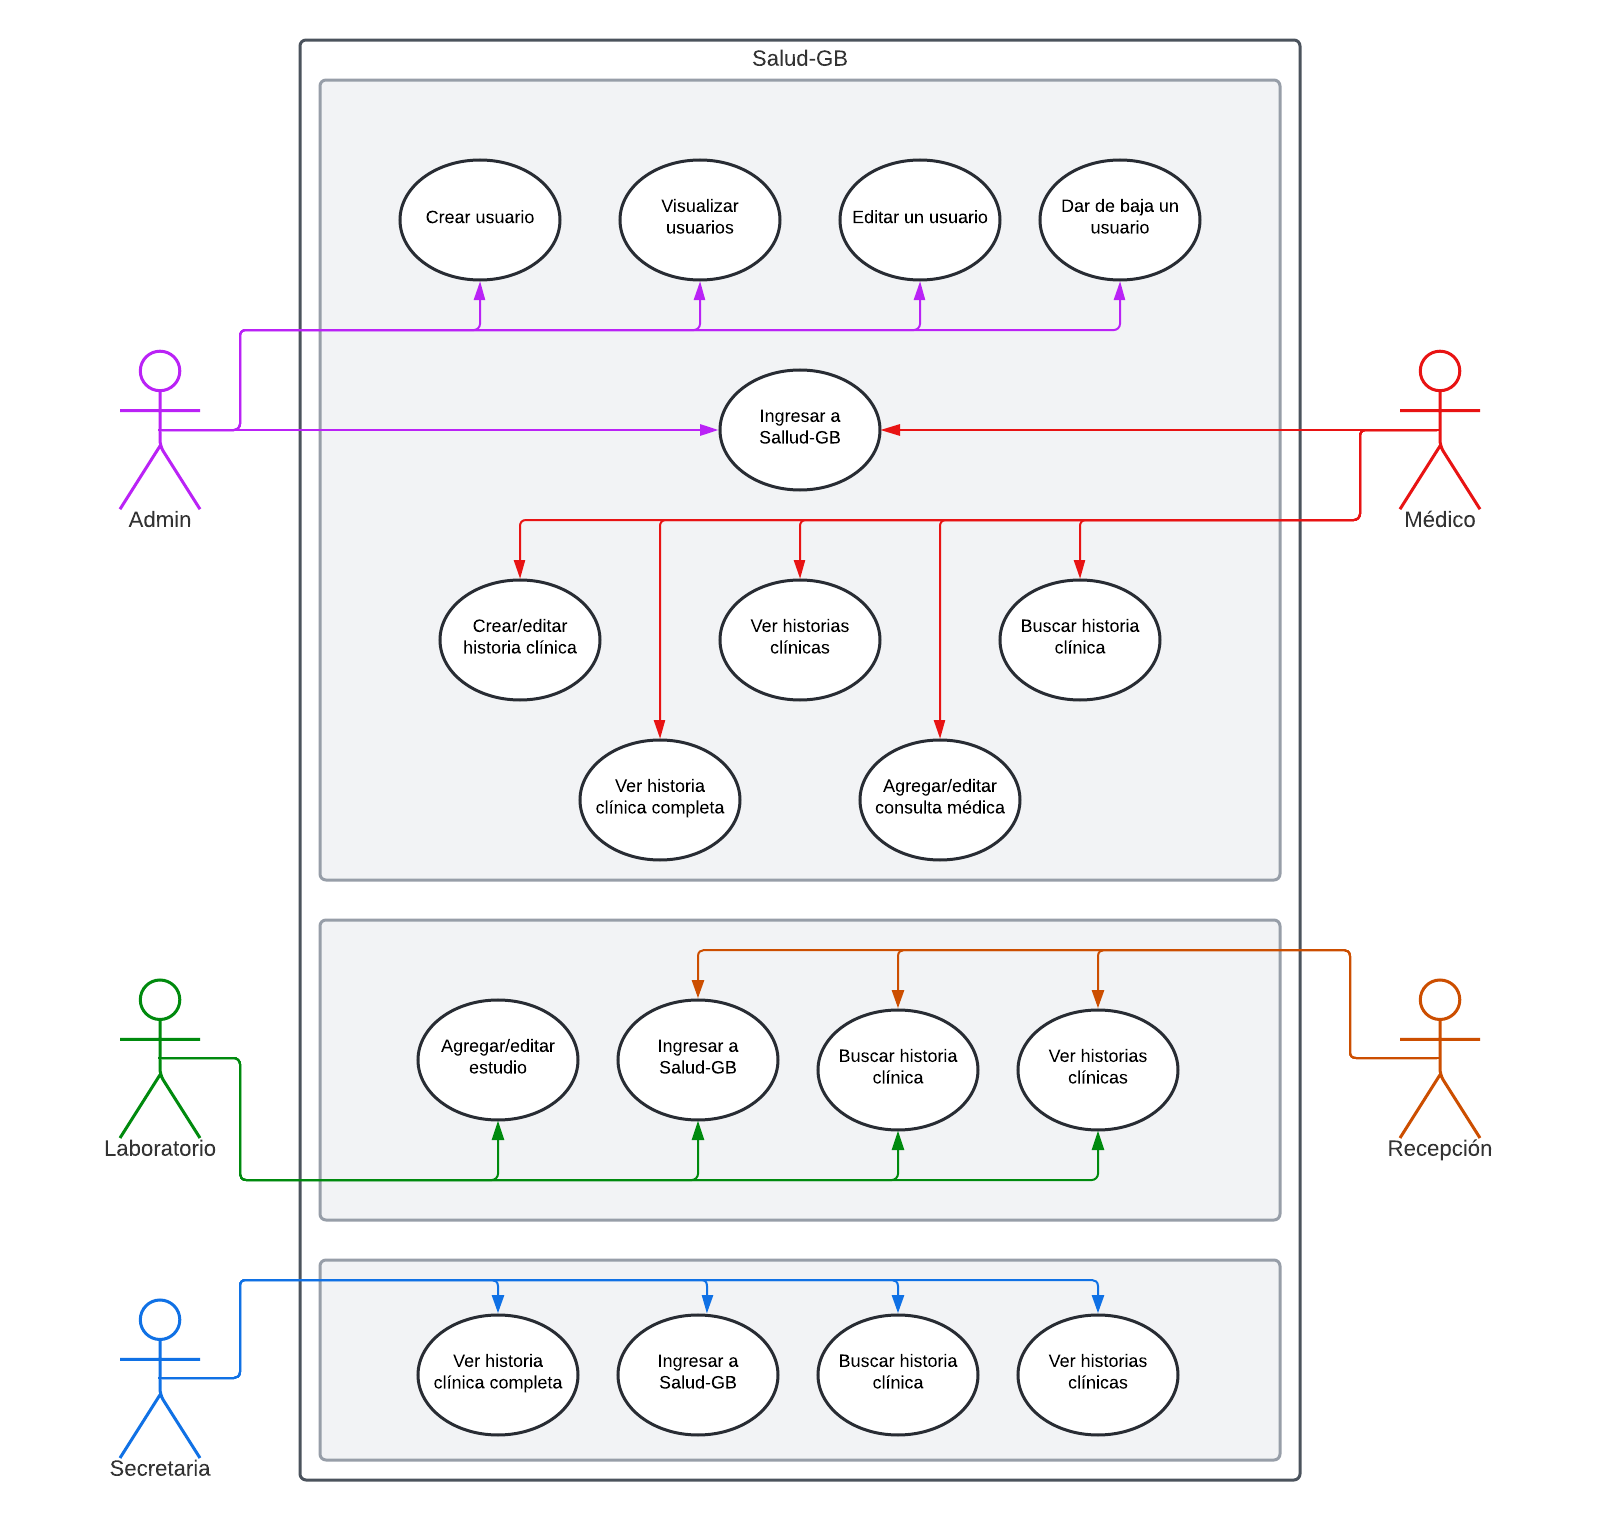 Salud-GB
Crear usuario
Visualizar
usuarios
Editar un usuario
Dar de baja un
usuario
Ingresar a
Sallud-GB
Admin
Médico
Crear/editar
historia clínica
Ver historias
clínicas
Buscar historia
clínica
Ver historia
clínica completa
Agregar/editar
consulta médica
Agregar/editar
estudio
Ingresar a
Salud-GB
Buscar historia
clínica
Ver historias
clínicas
Laboratorio
Recepción
Ver historia
clínica completa
Ingresar a
Salud-GB
Buscar historia
clínica
Ver historias
clínicas
Secretaria